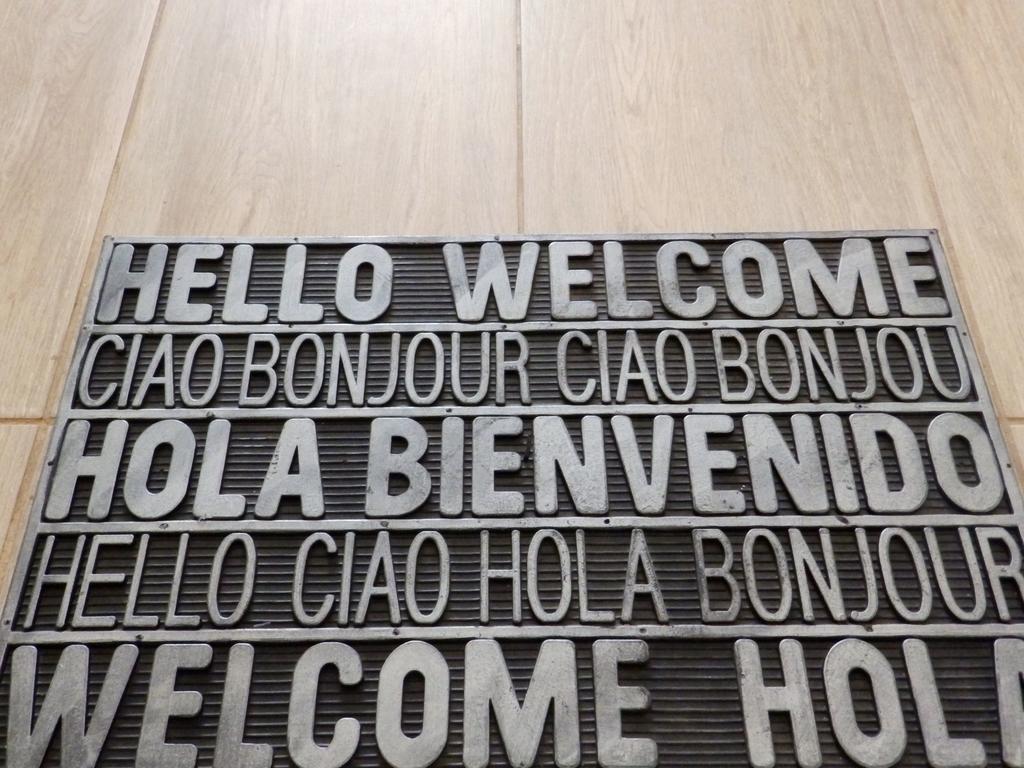 HELLO WELCOME
CIAO BONJOUR CIAO BONJOU
HOLA BIENVENIDO
HELLO CIAO HOLA BONJOUR
WELCOME HOL